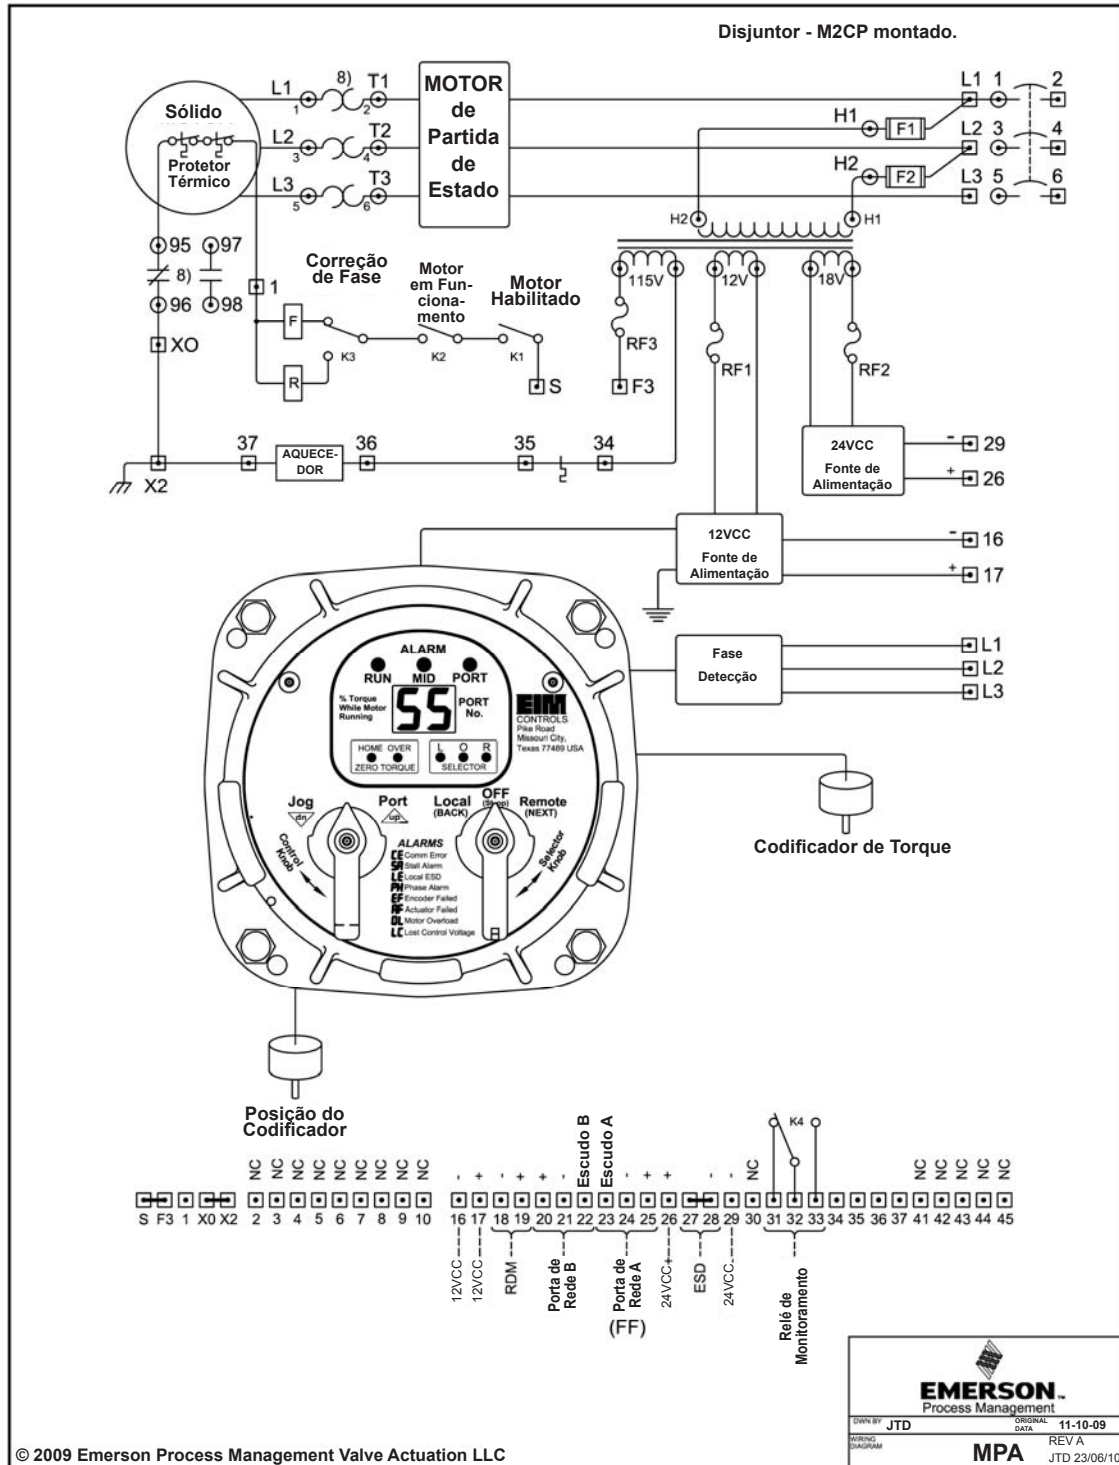 Disjuntor - M2CP montado.
L1 8) T1
1 2
L2 T2
3 4
L3 T3
5 6
Sólido
Protetor
Térmico
MOTOR
de
Partida
de
Estado
L1 1 2
H1 F1
L2 3 4
H2 F2
L3 5 6
H2 H1
115V 12V 18V
95 97
8)
96 98
1
XO
Correção
de Fase
Motor
em Fun-
ciona-
mento
Motor
Habilitado
F
R
K3 K2 K1
S
RF3
F3
RF1
RF2
37
AQUECE-
DOR
36 35 34
X2
24VCC
Fonte de
Alimentação
- 29
+ 26
12VCC
Fonte de
Alimentação
- 16
+ 17
Fase
Detecção
L1
L2
L3
ALARM
RUN MID PORT
% Torque
While Motor
Running
55
PORT
No.
EIM
CONTROLS
Pike Road
Missouri City,
Texas 77489 USA
HOME OVER
ZERO TORQUE
L O R
SELECTOR
Jog
dn
Port
up
Local
(BACK)
OFF
(Stop)
Remote
(NEXT)
Control
Knob
Selector
Knob
ALARMS
CE Comm Error
SA Stall Alarm
LE Local ESD
PH Phase Alarm
EF Encoder Failed
AF Actuator Failed
OL Motor Overload
LC Lost Control Voltage
Codificador de Torque
Posição do
Codificador
K4
NC NC NC NC NC NC NC NC NC
- + - + + - Escudo B Escudo A - + + - - NC
NC NC NC NC NC
S F3 1 X0 X2 2 3 4 5 6 7 8 9 10 16 17 18 19 20 21 22 23 24 25 26 27 28 29 30 31 32 33 34 35 36 37 41 42 43 44 45
12VCC -
12VCC +
RDM
Porta de
Rede B
Porta de
Rede A
(FF)
24VCC+
ESD
24VCC-
Relé de
Monitoramento
EMERSON™
Process Management
DWN BY JTD
ORIGINAL
DATA 11-10-09
WIRING
DIAGRAM
MPA
REV A
JTD 23/06/10
© 2009 Emerson Process Management Valve Actuation LLC